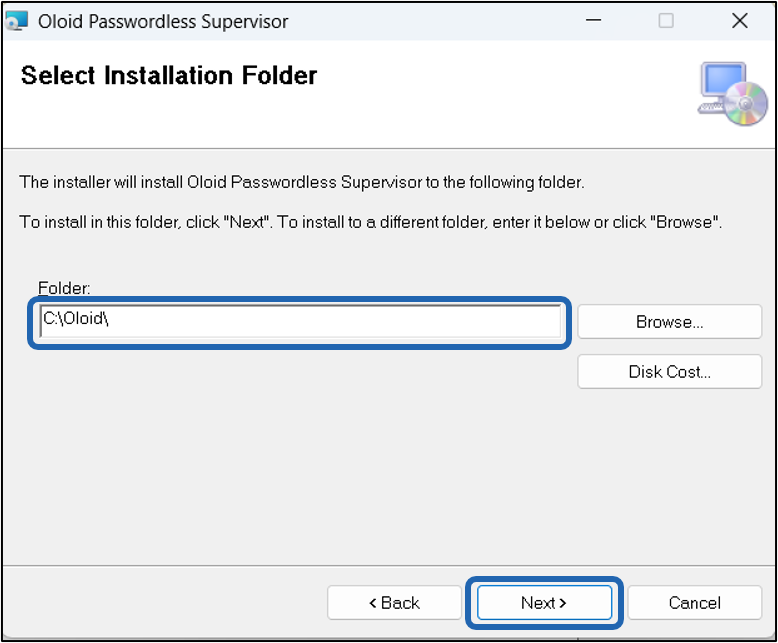 Oloid Passwordless Supervisor
Select Installation Folder
The installer will install Oloid Passwordless Supervisor to the following folder.
To install in this folder, click "Next". To install to a different folder, enter it below or click "Browse".
Folder:
C:\Oloid\
Browse...
Disk Cost...
< Back
Next >
Cancel